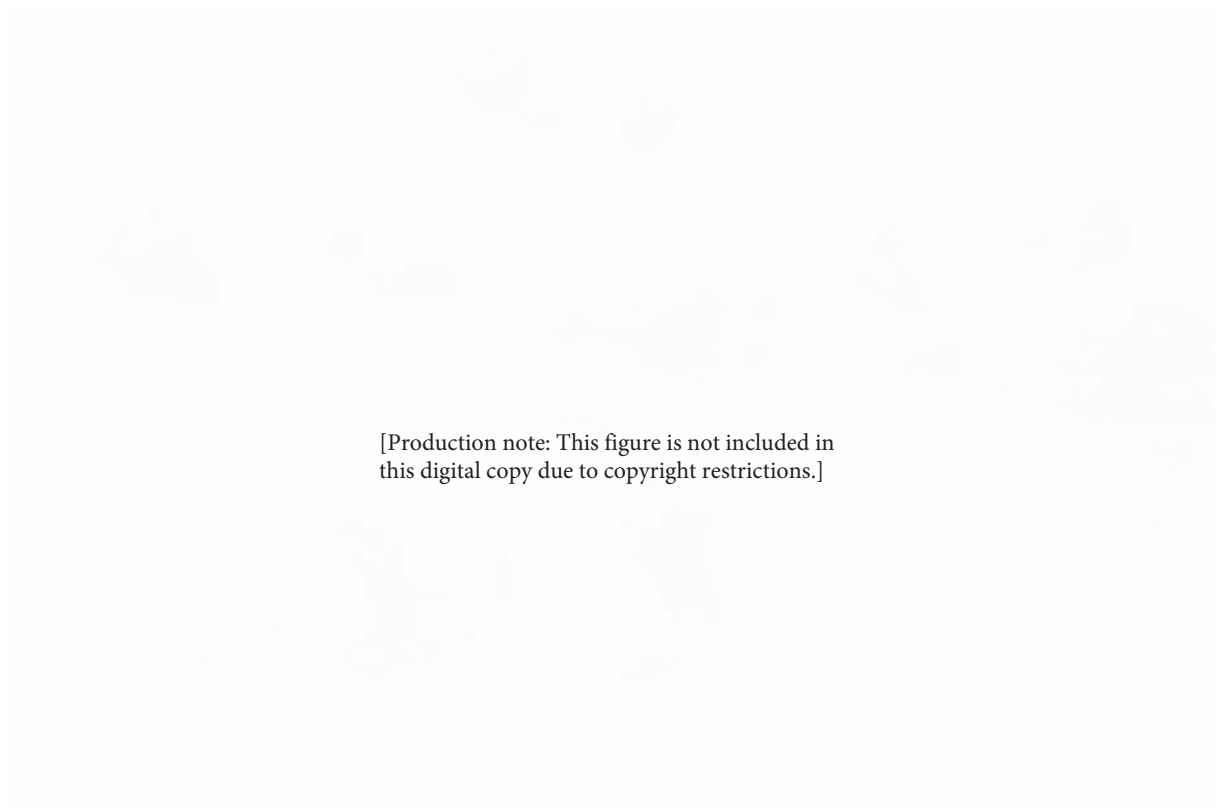 [Production note: This figure is not included in
this digital copy due to copyright restrictions.]